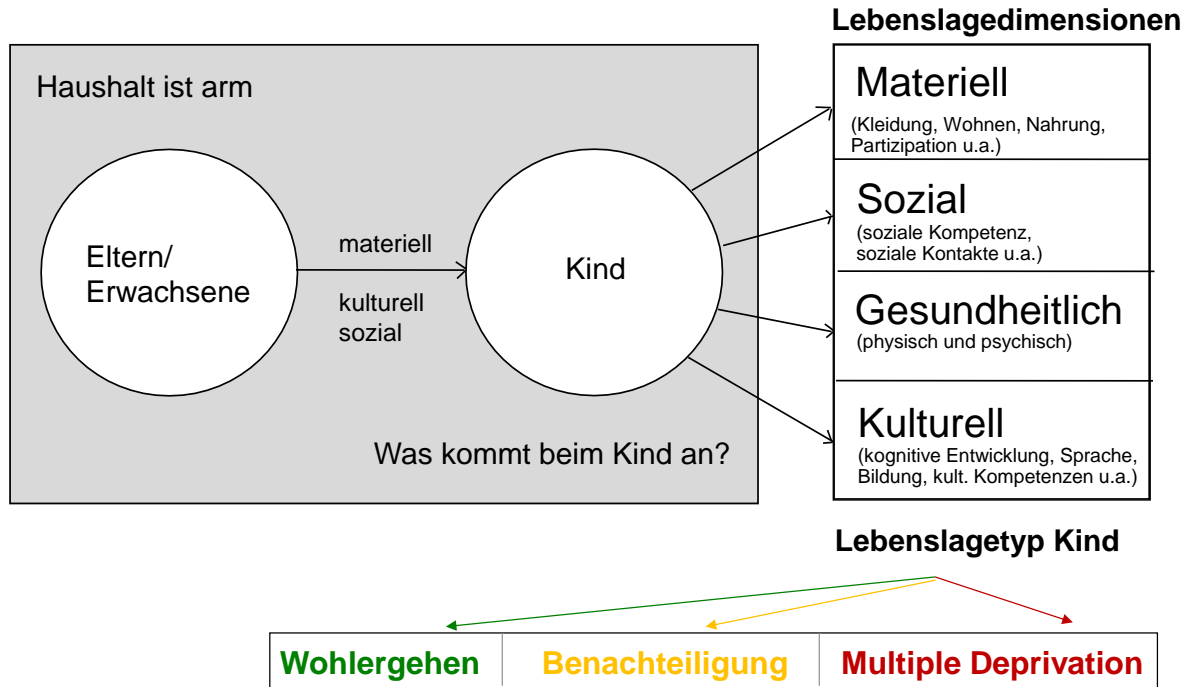 Lebenslagedimensionen
Haushalt ist arm
Eltern/
Erwachsene
materiell
kulturell
sozial
Kind
Was kommt beim Kind an?
Materiell
(Kleidung, Wohnen, Nahrung,
Partizipation u.a.)
Sozial
(soziale Kompetenz,
soziale Kontakte u.a.)
Gesundheitlich
(physisch und psychisch)
Kulturell
(kognitive Entwicklung, Sprache,
Bildung, kult. Kompetenzen u.a.)
Lebenslagetyp Kind
Wohlergehen
Benachteiligung
Multiple Deprivation